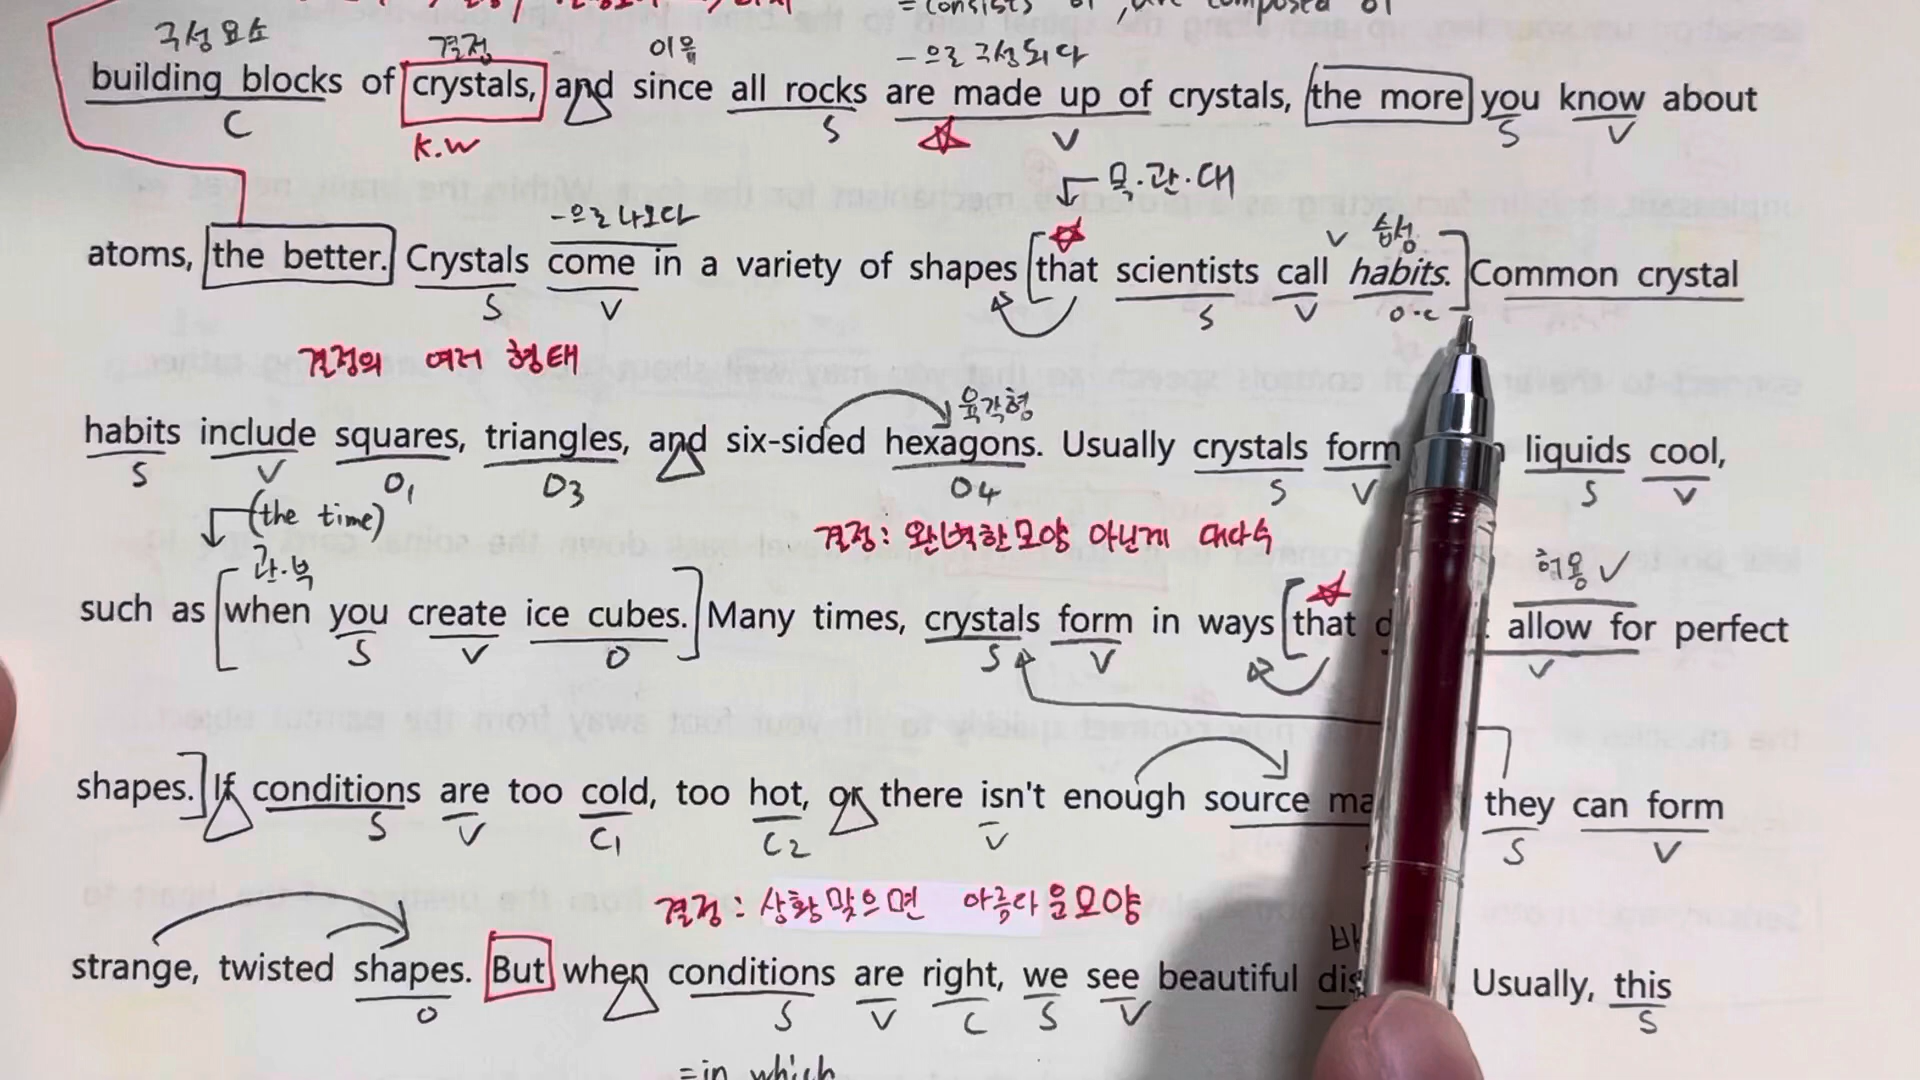 = consists of , are composed of
구성요소 결정 이음 -으로 구성되다
building blocks of crystals, and since all rocks are made up of crystals, the more you know about
C K.W S V S V
목·관·대
-으로 나오다 V 습성
atoms, the better. Crystals come in a variety of shapes that scientists call habits. Common crystal
S V S V O·C
결정의 여러 형태
육각형
habits include squares, triangles, and six-sided hexagons. Usually crystals form liquids cool,
S V O1 O3 O4 S V S V
(the time) 결정: 완벽한모양 아닌게 대다수
관·부 허용 V
such as when you create ice cubes. Many times, crystals form in ways that allow for perfect
S V O S V V
shapes. If conditions are too cold, too hot, or there isn't enough source they can form
S V C1 C2 V S V
결정: 상황 맞으면 아름다운모양
strange, twisted shapes. But when conditions are right, we see beautiful Usually, this
O S V C S V S
= in which